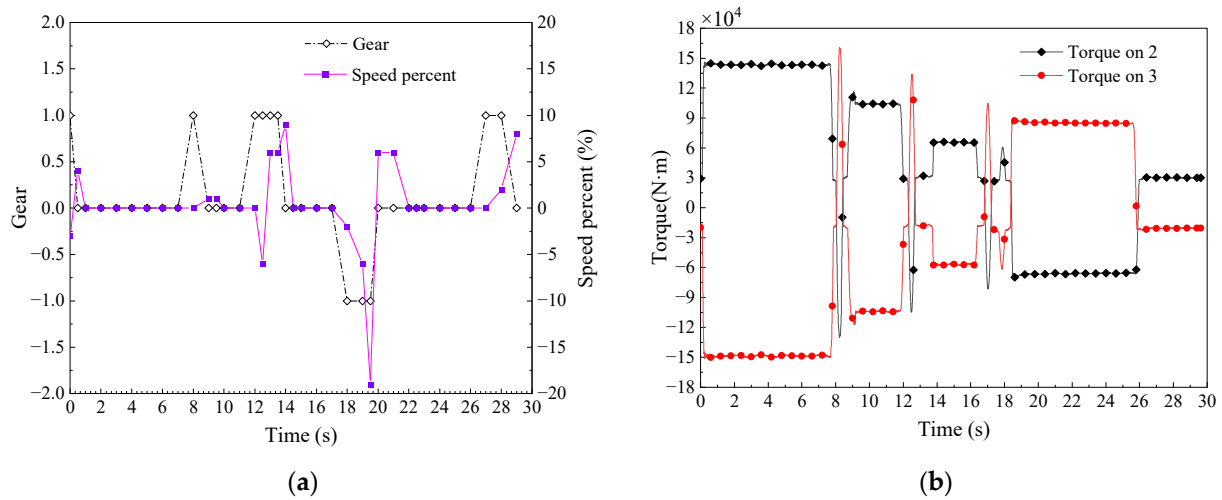 2.0
1.5
1.0
0.5
0.0
−0.5
−1.0
−1.5
−2.0
Gear
Gear
Speed percent
20
15
10
5
0
−5
−10
−15
−20
Speed percent (%)
0 2 4 6 8 10 12 14 16 18 20 22 24 26 28 30
Time (s)
(a)
×10⁴
18
15
12
9
6
3
0
−3
−6
−9
−12
−15
−18
Torque(N·m)
Torque on 2
Torque on 3
0 2 4 6 8 10 12 14 16 18 20 22 24 26 28 30
Time (s)
(b)